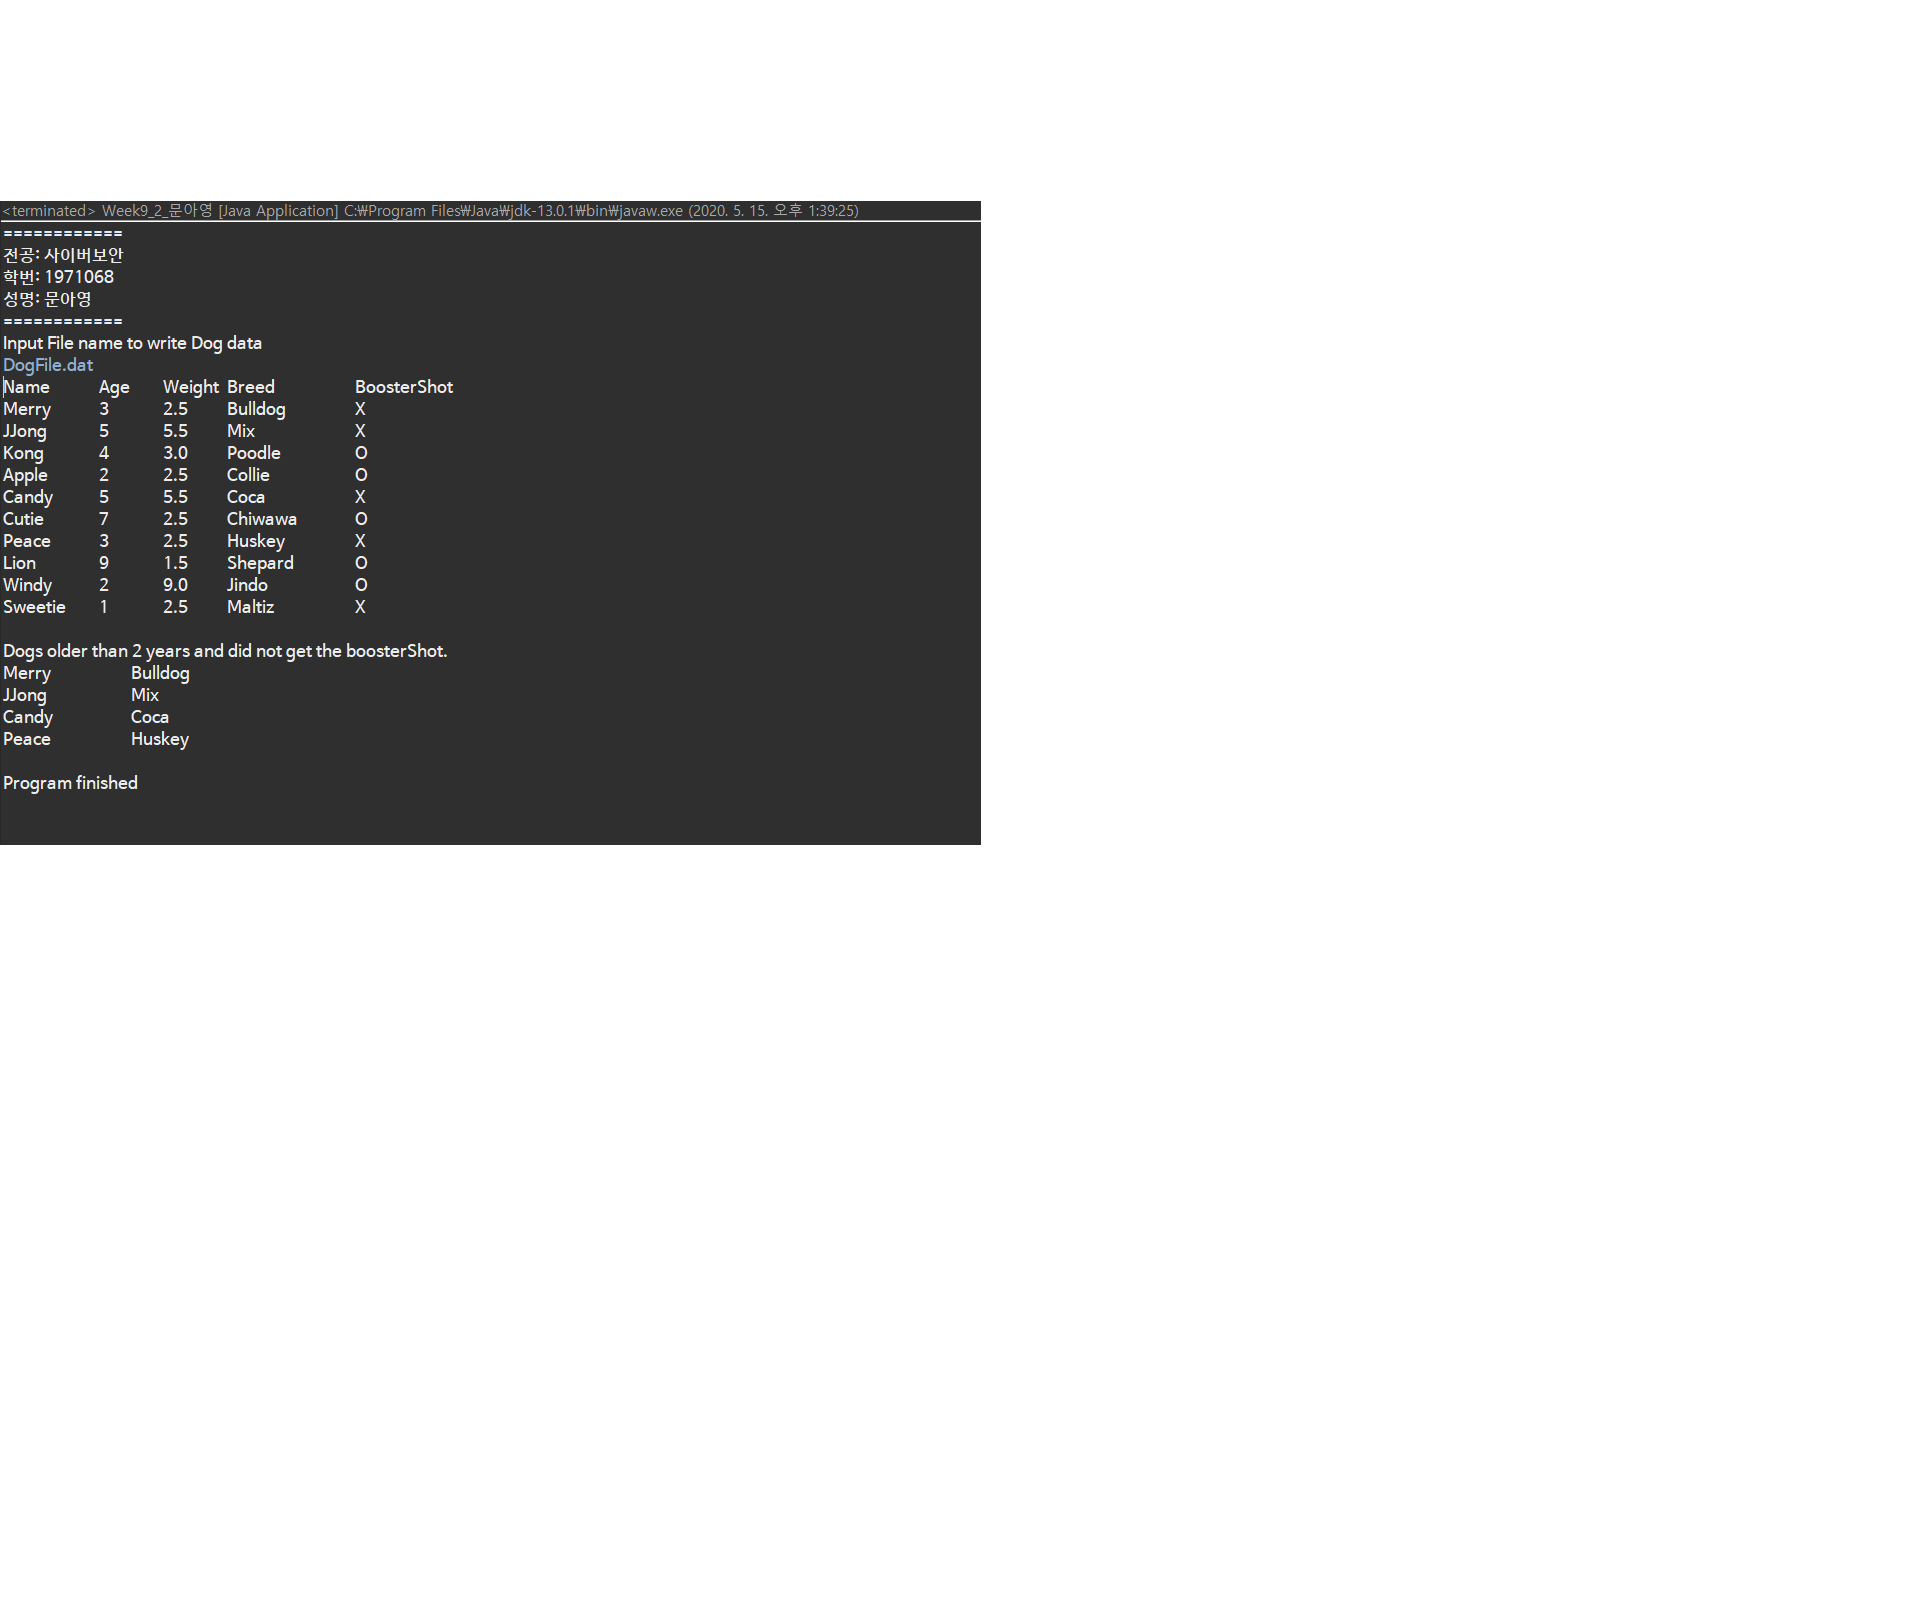 <terminated> Week9_2_문아영 [Java Application] C:₩Program Files₩Java₩jdk-13.0.1₩bin₩javaw.exe (2020. 5. 15. 오후 1:39:25)
============
전공: 사이버보안
학번: 1971068
성명: 문아영
============
Input File name to write Dog data
DogFile.dat
Name Age Weight Breed BoosterShot
Merry 3 2.5 Bulldog X
JJong 5 5.5 Mix X
Kong 4 3.0 Poodle O
Apple 2 2.5 Collie O
Candy 5 5.5 Coca X
Cutie 7 2.5 Chiwawa O
Peace 3 2.5 Huskey X
Lion 9 1.5 Shepard O
Windy 2 9.0 Jindo O
Sweetie 1 2.5 Maltiz X
Dogs older than 2 years and did not get the boosterShot.
Merry Bulldog
JJong Mix
Candy Coca
Peace Huskey
Program finished